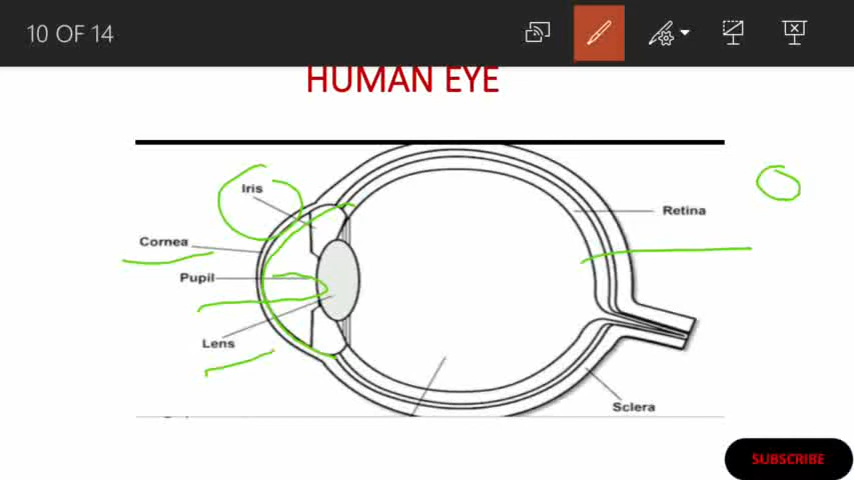 10 OF 14
HUMAN EYE
Iris
Retina
Cornea
Pupil
Lens
Sclera
SUBSCRIBE